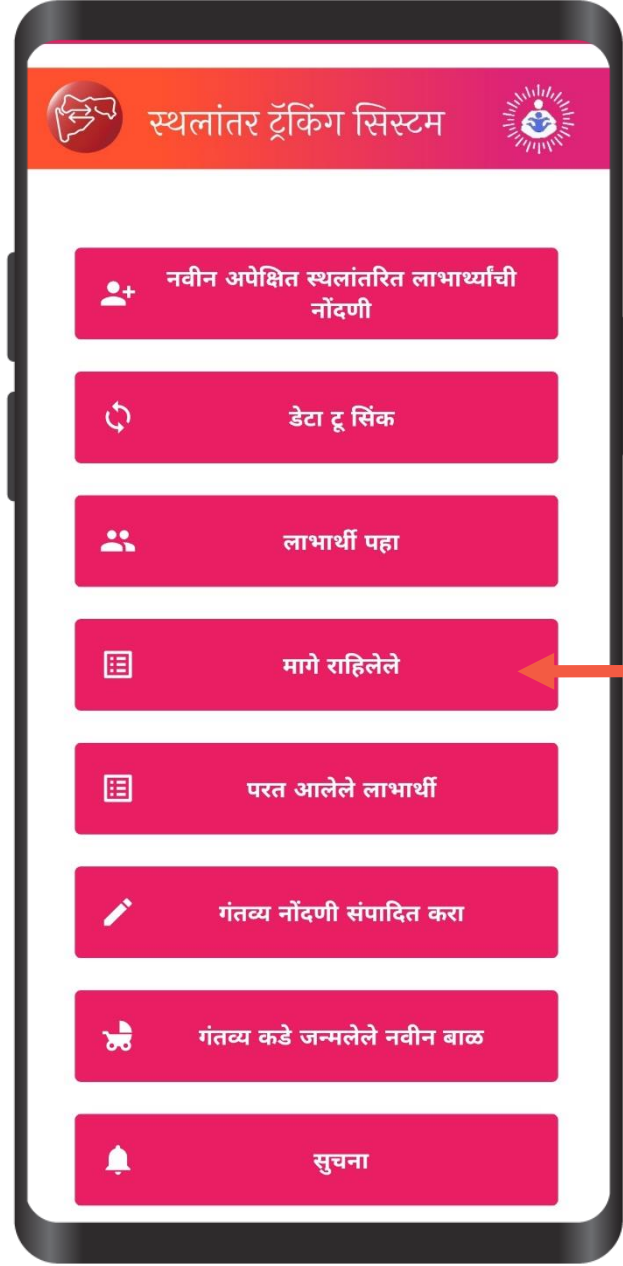 स्थलांतर ट्रॅकिंग सिस्टम
नवीन अपेक्षित स्थलांतरित लाभार्थ्यांची
नोंदणी
डेटा टू सिंक
लाभार्थी पहा
मागे राहिलेले
परत आलेले लाभार्थी
गंतव्य नोंदणी संपादित करा
गंतव्य कडे जन्मलेले नवीन बाळ
सुचना